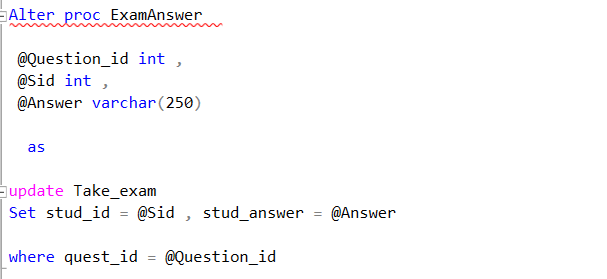 Alter proc ExamAnswer
@Question_id int ,
@Sid int ,
@Answer varchar(250)
as
update Take_exam
Set stud_id = @Sid , stud_answer = @Answer
where quest_id = @Question_id